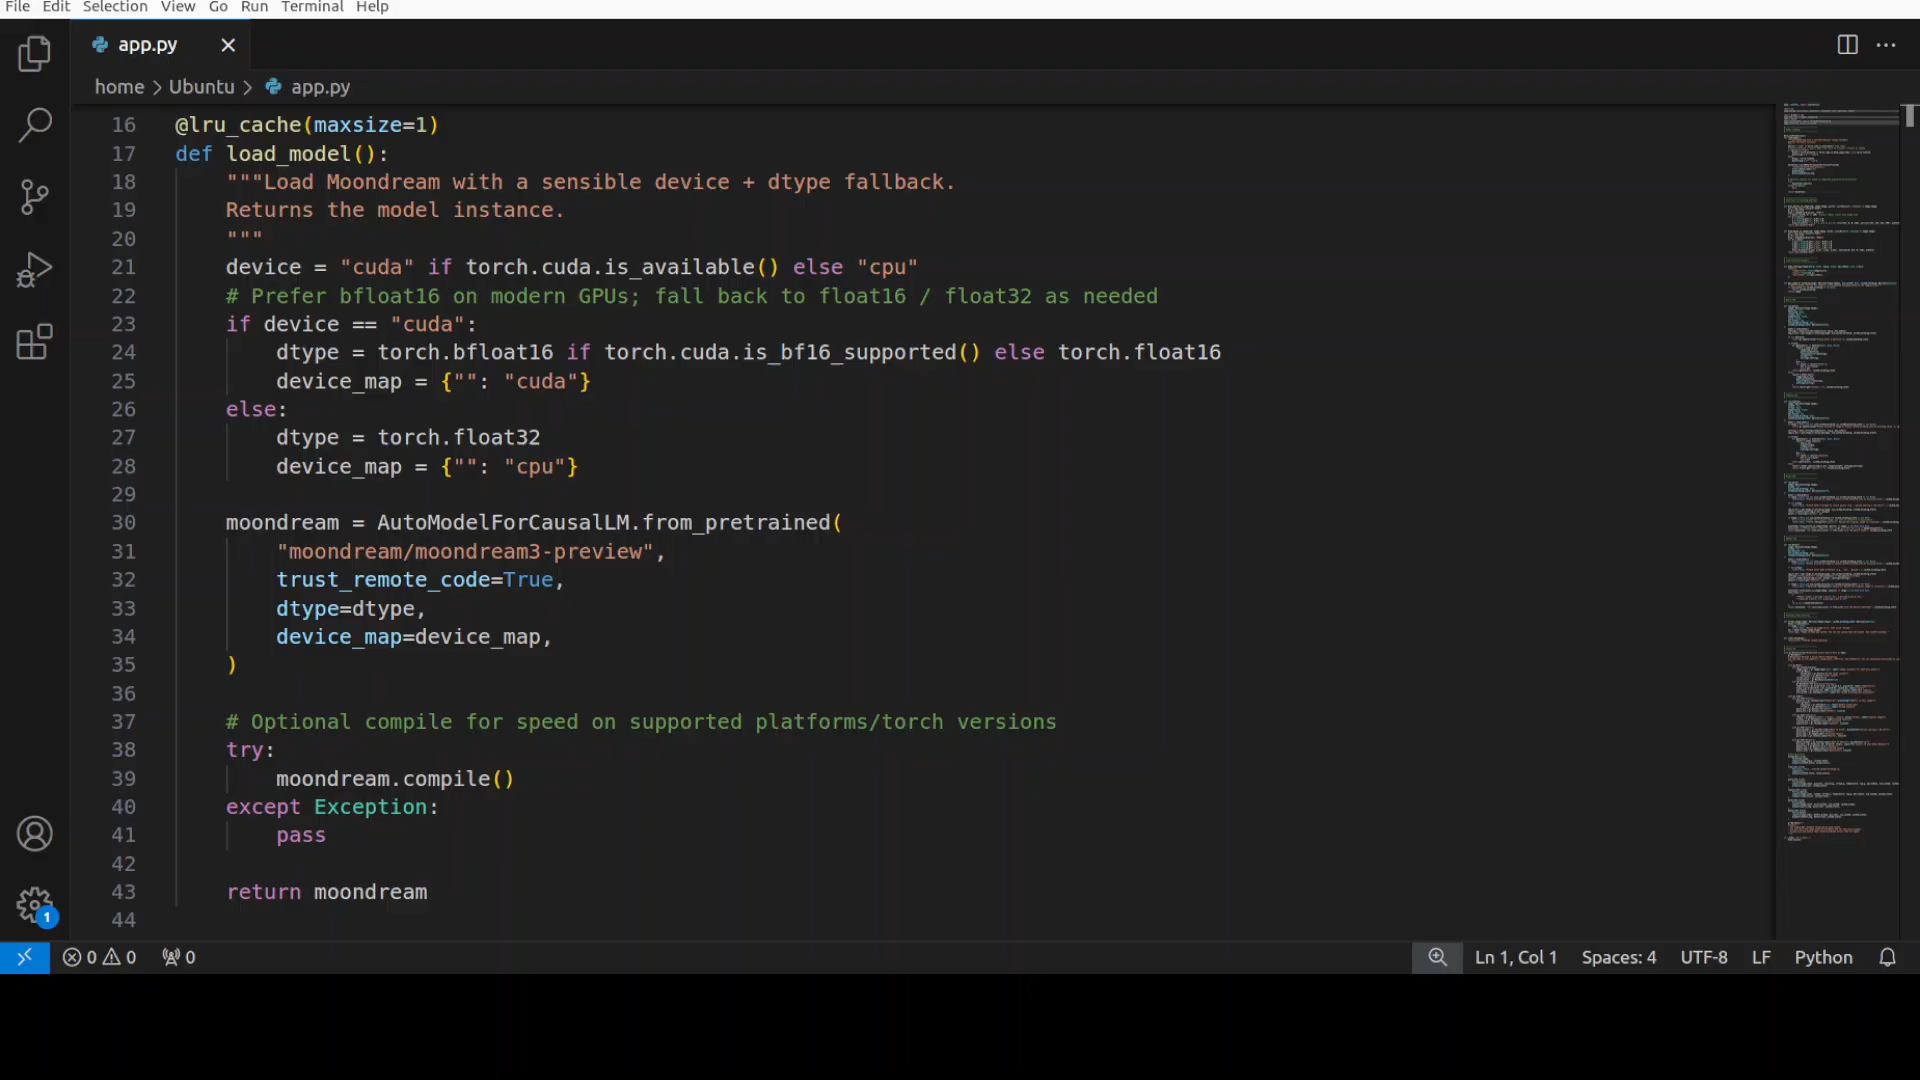 File Edit Selection View Go Run Terminal Help
app.py
home > Ubuntu > app.py
16 @lru_cache(maxsize=1)
17 def load_model():
18     """Load Moondream with a sensible device + dtype fallback.
19     Returns the model instance.
20     """
21     device = "cuda" if torch.cuda.is_available() else "cpu"
22     # Prefer bfloat16 on modern GPUs; fall back to float16 / float32 as needed
23     if device == "cuda":
24         dtype = torch.bfloat16 if torch.cuda.is_bf16_supported() else torch.float16
25         device_map = {"": "cuda"}
26     else:
27         dtype = torch.float32
28         device_map = {"": "cpu"}
29
30     moondream = AutoModelForCausalLM.from_pretrained(
31         "moondream/moondream3-preview",
32         trust_remote_code=True,
33         dtype=dtype,
34         device_map=device_map,
35     )
36
37     # Optional compile for speed on supported platforms/torch versions
38     try:
39         moondream.compile()
40     except Exception:
41         pass
42
43     return moondream
44
1
0 0 0 Ln 1, Col 1 Spaces: 4 UTF-8 LF Python